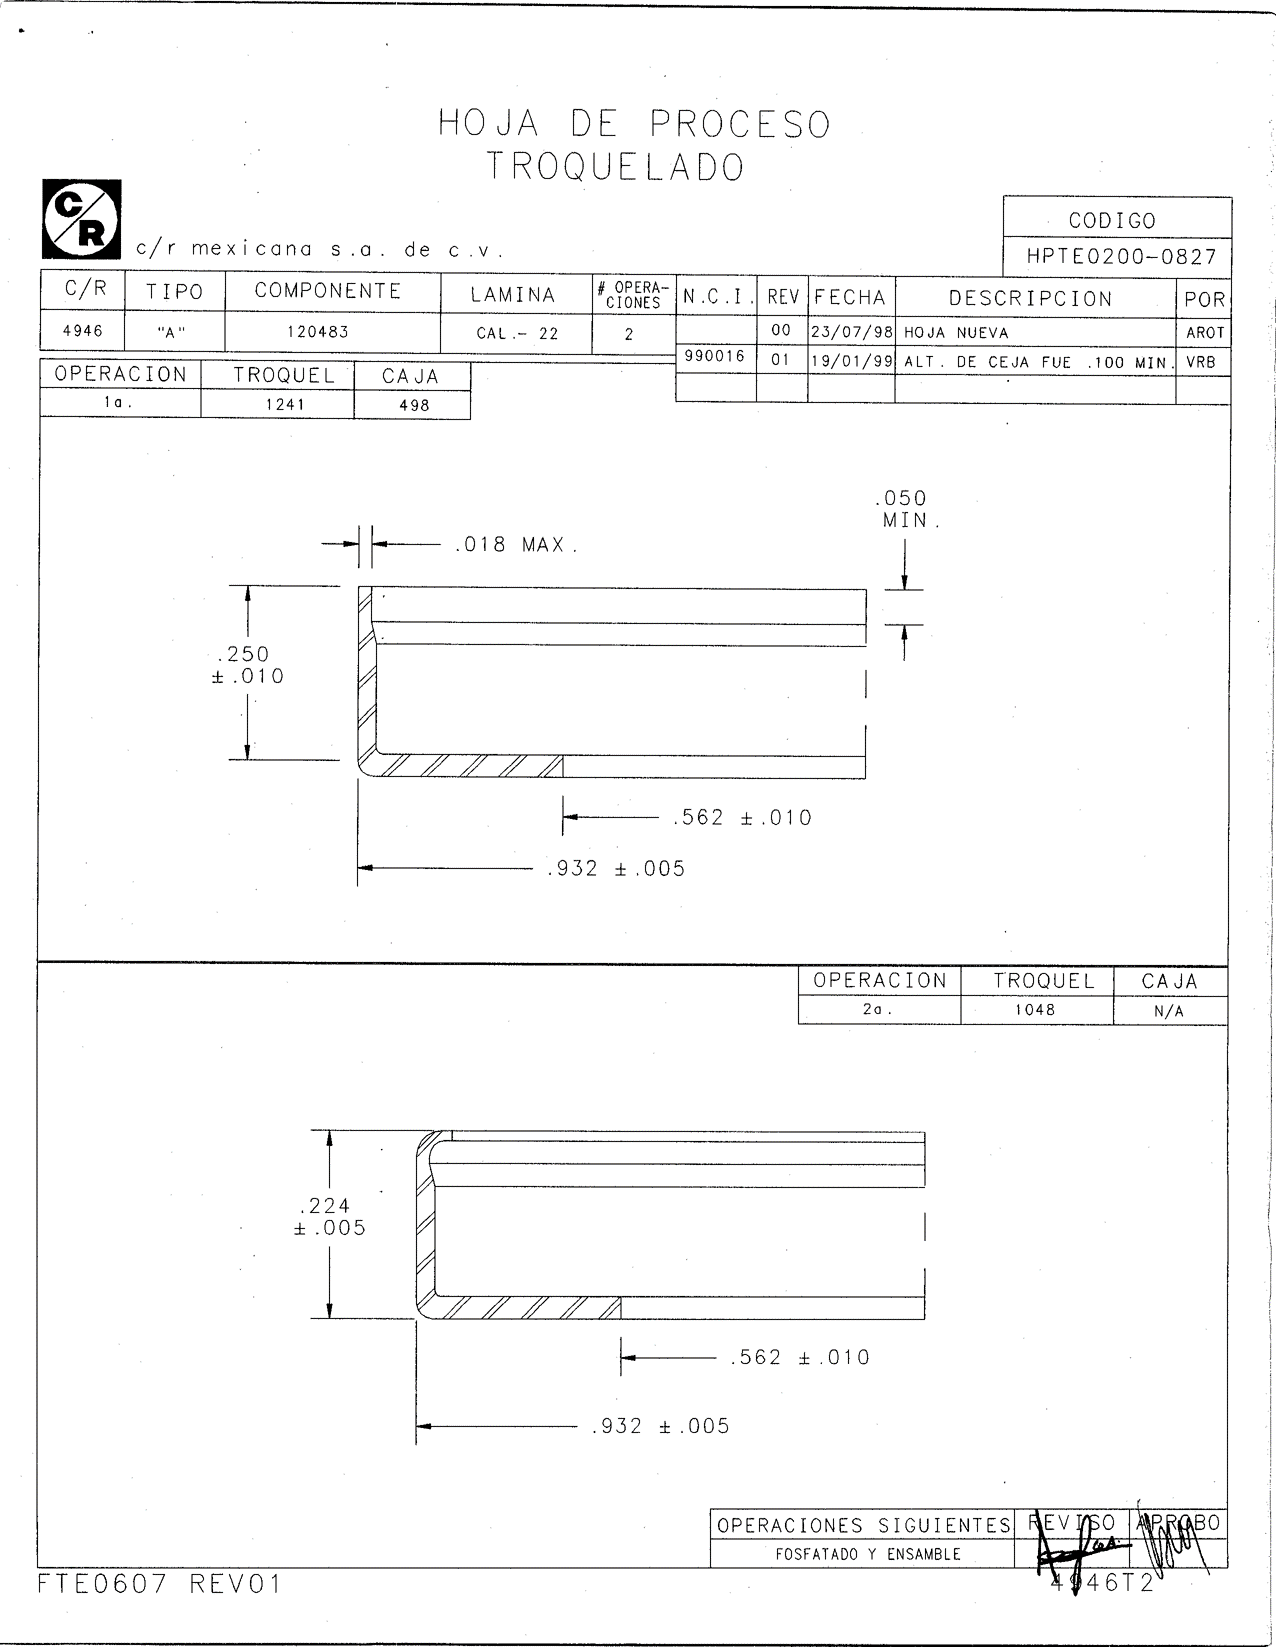 HOJA DE PROCESO
TROQUELADO
C/R
c/r mexicana s.a. de c.v.
CODIGO
HPTE0200-0827
C/R TIPO COMPONENTE LAMINA # OPERA-CIONES N.C.I. REV FECHA DESCRIPCION POR
4946 "A" 120483 CAL.- 22 2 00 23/07/98 HOJA NUEVA AROT
990016 01 19/01/99 ALT. DE CEJA FUE .100 MIN. VRB
OPERACION TROQUEL CAJA
1a. 1241 498
.050
MIN.
.018 MAX.
.250
±.010
.562 ±.010
.932 ±.005
OPERACION TROQUEL CAJA
2a. 1048 N/A
.224
±.005
.562 ±.010
.932 ±.005
OPERACIONES SIGUIENTES REVISO APROBO
FOSFATADO Y ENSAMBLE
FTE0607 REV01
4946T2